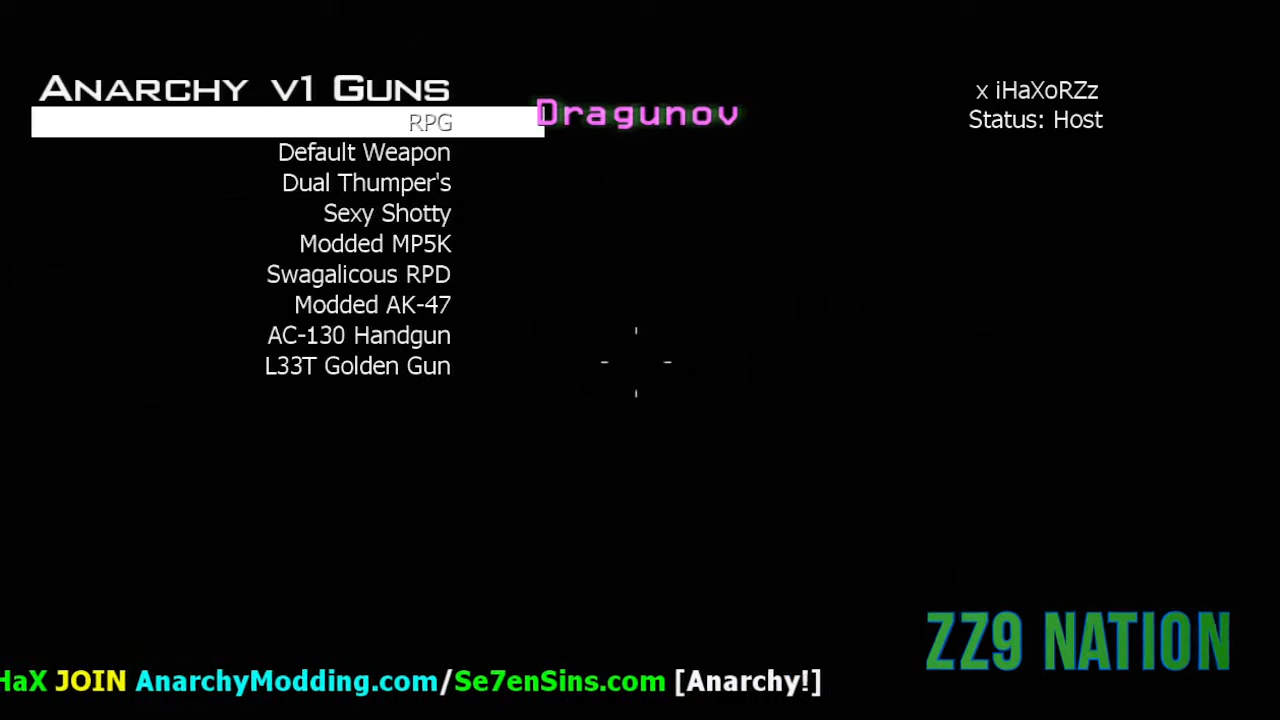 Anarchy v1 Guns
RPG
Dragunov
Default Weapon
Dual Thumper's
Sexy Shotty
Modded MP5K
Swagalicous RPD
Modded AK-47
AC-130 Handgun
L33T Golden Gun
x iHaXoRZz
Status: Host
ZZ9 NATION
HaX JOIN AnarchyModding.com/Se7enSins.com [Anarchy!]